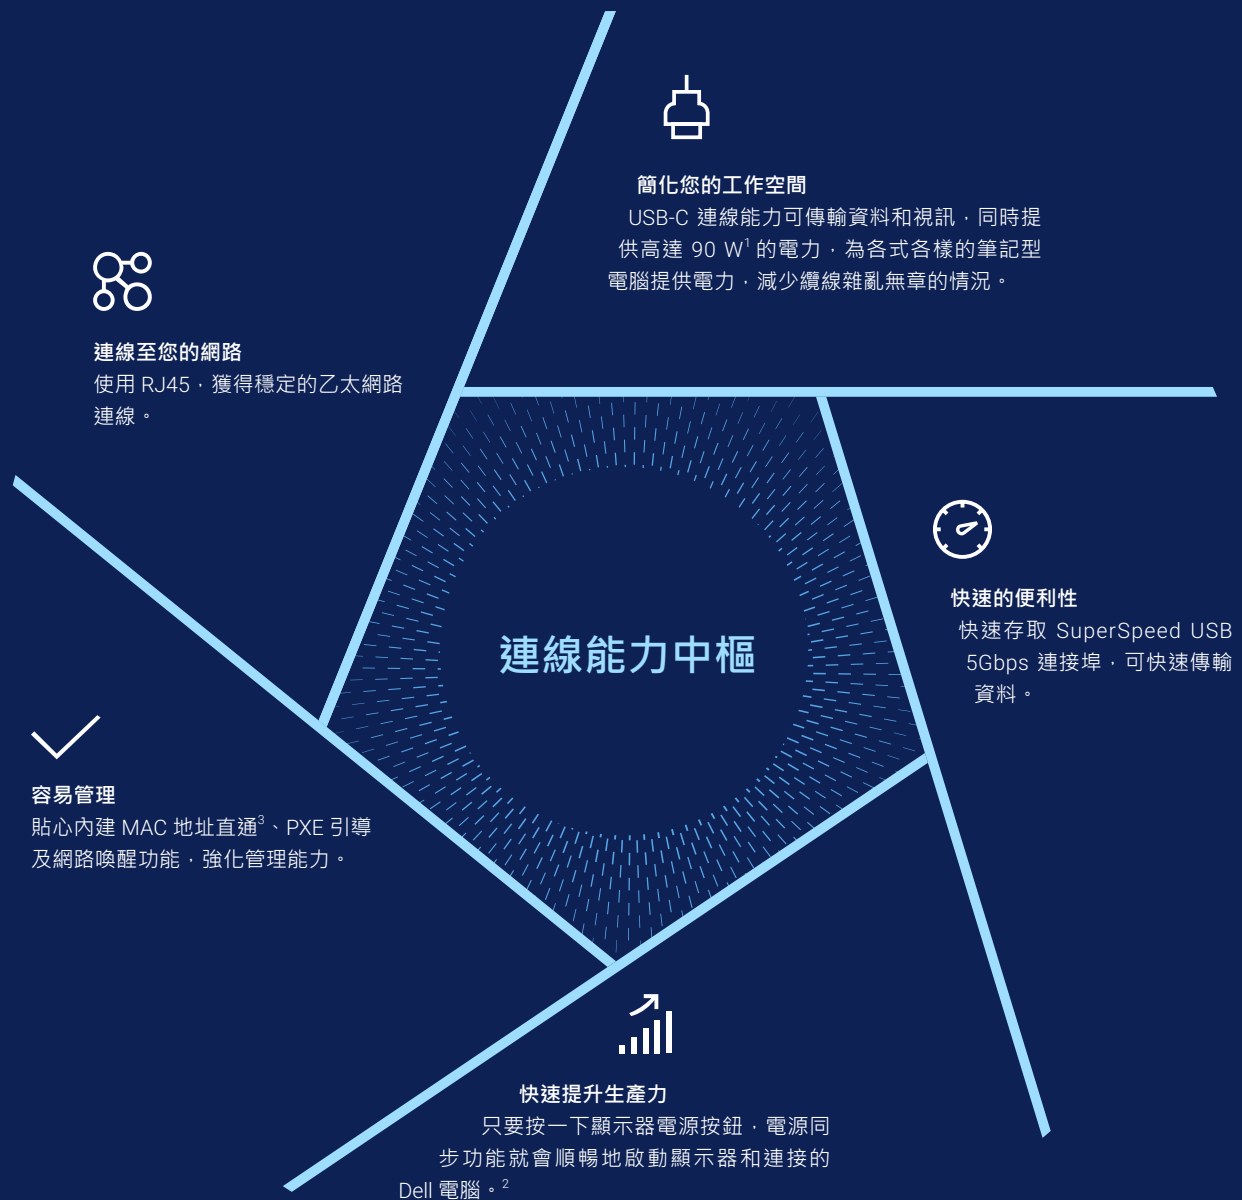 簡化您的工作空間
USB-C 連線能力可傳輸資料和視訊，同時提
供高達 90 W¹ 的電力，為各式各樣的筆記型
電腦提供電力，減少纜線雜亂無章的情況。
連線至您的網路
使用 RJ45，獲得穩定的乙太網路
連線。
快速的便利性
快速存取 SuperSpeed USB
5Gbps 連接埠，可快速傳輸
資料。
連線能力中樞
容易管理
貼心內建 MAC 地址直通³、PXE 引導
及網路喚醒功能，強化管理能力。
快速提升生產力
只要按一下顯示器電源按鈕，電源同
步功能就會順暢地啟動顯示器和連接的
Dell 電腦。²